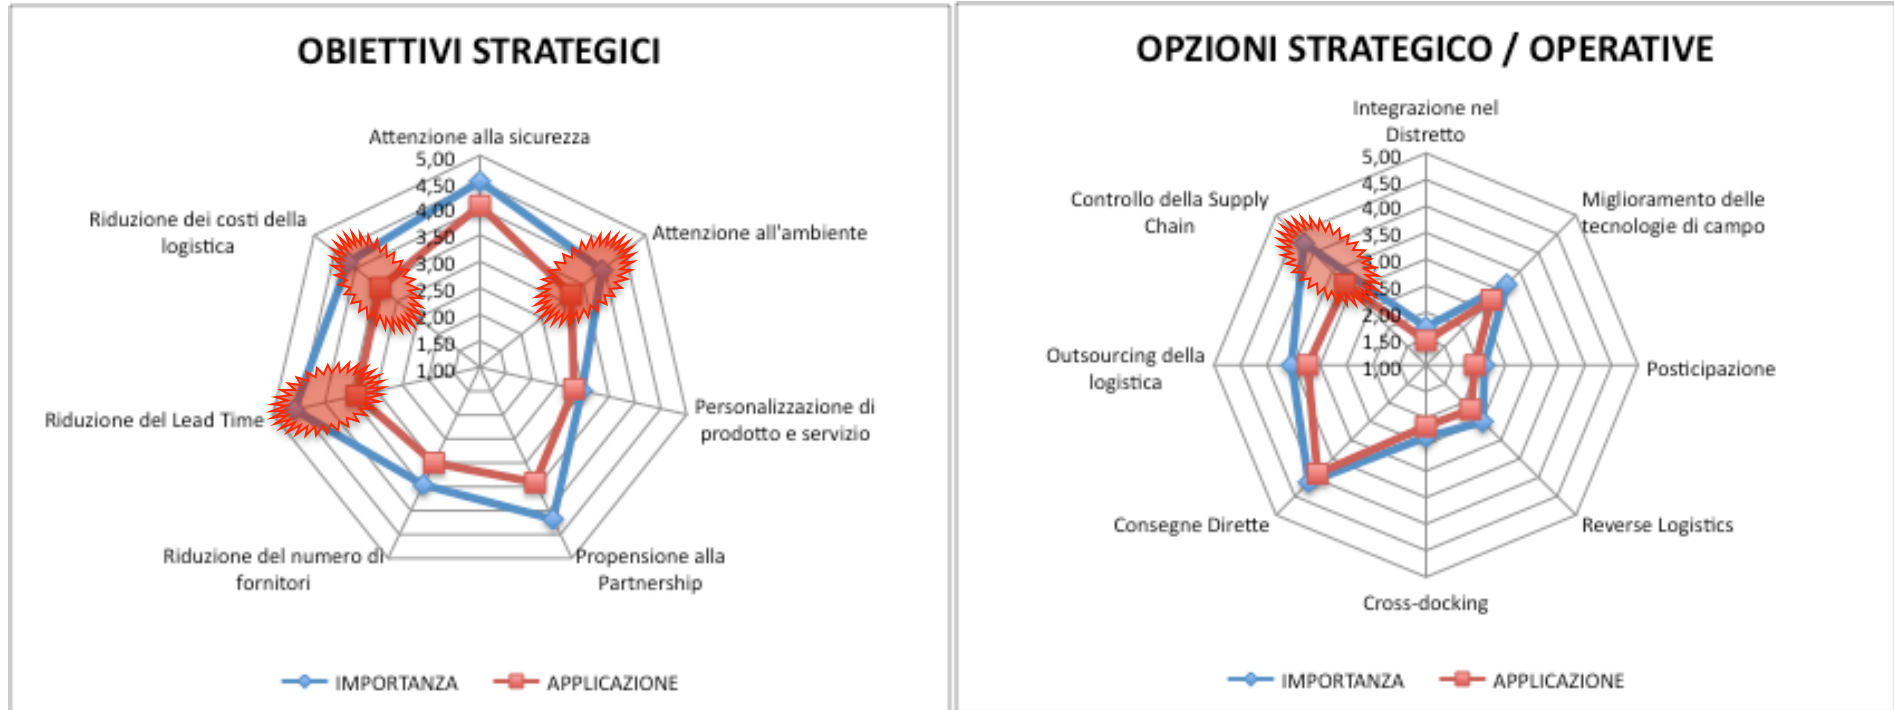 OBIETTIVI STRATEGICI
Attenzione alla sicurezza
5,00
4,50
4,00
3,50
3,00
2,50
2,00
1,50
1,00
Riduzione dei costi della
logistica
Attenzione all'ambiente
Riduzione del Lead Time
Personalizzazione di
prodotto e servizio
Riduzione del numero di
fornitori
Propensione alla
Partnership
IMPORTANZA
APPLICAZIONE
OPZIONI STRATEGICO / OPERATIVE
Integrazione nel
Distretto
5,00
4,50
4,00
3,50
3,00
2,50
2,00
1,50
1,00
Controllo della Supply
Chain
Miglioramento delle
tecnologie di campo
Outsourcing della
logistica
Posticipazione
Consegne Dirette
Reverse Logistics
Cross-docking
IMPORTANZA
APPLICAZIONE